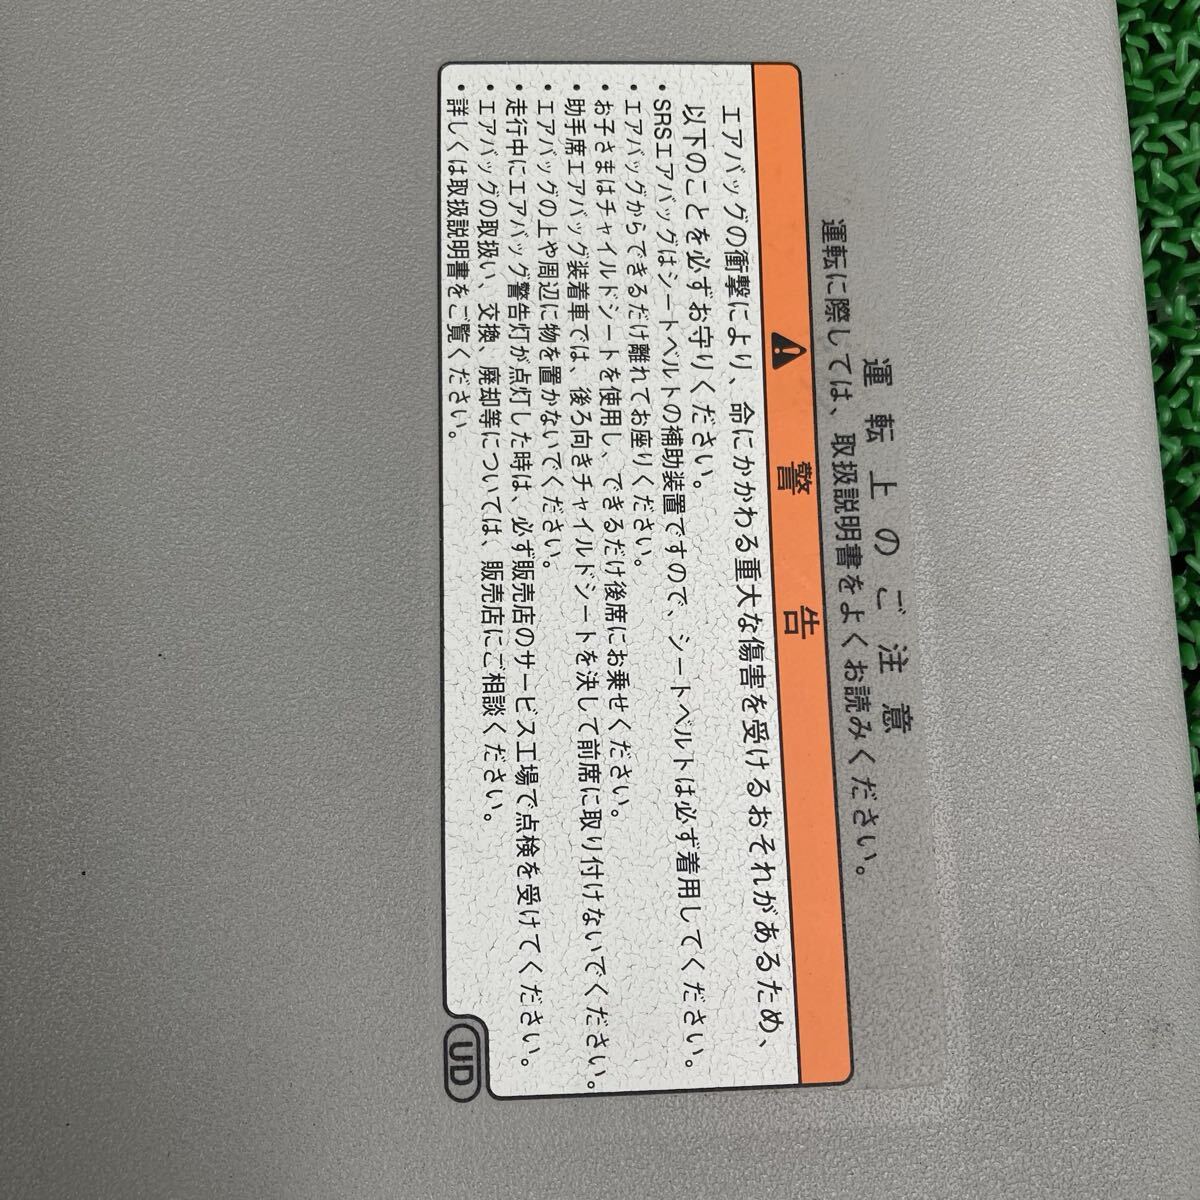 運転上のご注意
運転に際しては、取扱説明書をよくお読みください。
警告
エアバッグの衝撃により、命にかかわる重大な傷害を受けるおそれがあるため、
以下のことを必ずお守りください。
・SRSエアバッグはシートベルトの補助装置ですので、シートベルトは必ず着用してください。
・エアバッグからできるだけ離れてお座りください。
・お子さまはチャイルドシートを使用し、できるだけ後席にお乗せください。
・助手席エアバッグ装着車では、後ろ向きチャイルドシートを決して前席に取り付けないでください。
・エアバッグの上や周辺に物を置かないでください。
・走行中にエアバッグ警告灯が点灯した時は、必ず販売店のサービス工場で点検を受けてください。
・エアバッグの取扱い、交換、廃却等については、販売店にご相談ください。
・詳しくは取扱説明書をご覧ください。
UD